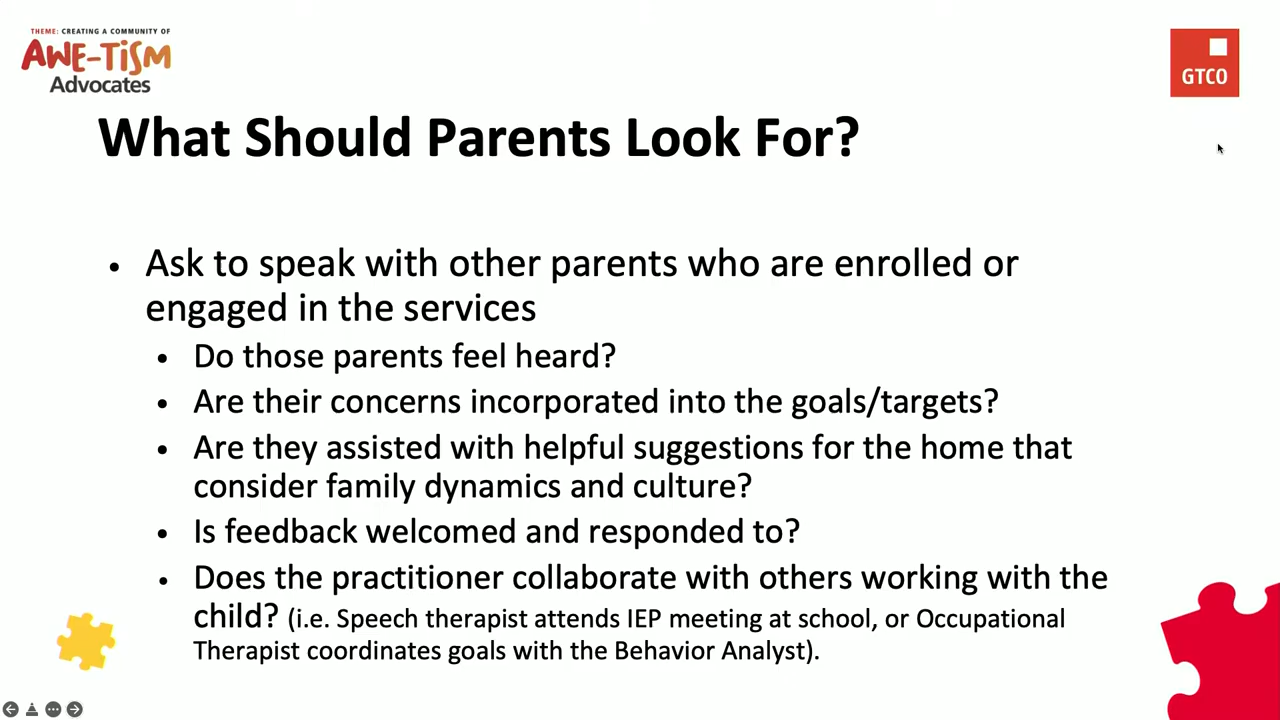 THEME: CREATING A COMMUNITY OF
AWE-TiSM
Advocates
GTCO
What Should Parents Look For?
• Ask to speak with other parents who are enrolled or
engaged in the services
• Do those parents feel heard?
• Are their concerns incorporated into the goals/targets?
• Are they assisted with helpful suggestions for the home that
consider family dynamics and culture?
• Is feedback welcomed and responded to?
• Does the practitioner collaborate with others working with the
child? (i.e. Speech therapist attends IEP meeting at school, or Occupational
Therapist coordinates goals with the Behavior Analyst).